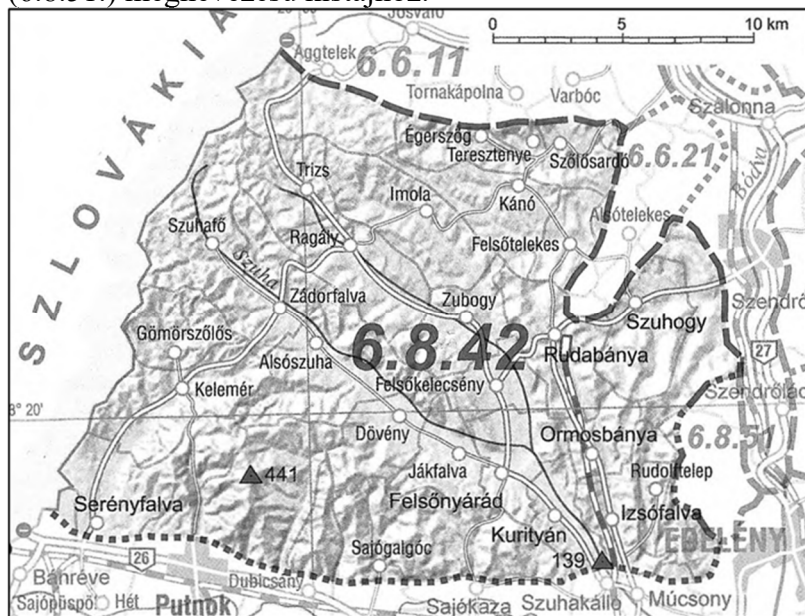 (6.8.51.) megnevezésű kistájhez.
0 5 10 km
Aggtelek
6.6.11
Jósvafő
Tornakápolna
Varbóc
Szalonna
Égerszög
Teresztenye
Szőlősardó
6.6.21
Bódva
SZLOVÁKIA
Trizs
Imola
Kánó
Alsótelekes
Szuhafő
Ragály
Felsőtelekes
Szuha
Zádorfalva
Zubogy
Szuhogy
Szendrő
Gömörszőlős
Alsószuha
6.8.42
Rudabánya
27
Kelemér
Felsőkelecsény
Szendrőlád
8° 20'
Dövény
Ormosbánya
6.8.51
441
Jákfalva
Rudolftelep
Serényfalva
Felsőnyárád
Izsófalva
Kurityán
EDELÉNY
26
Sajógalgóc
139
Bánréve
Dubicsány
Sajópüspöki
Hét
Putnok
Sajókaza
Szuhakálló
Múcsony